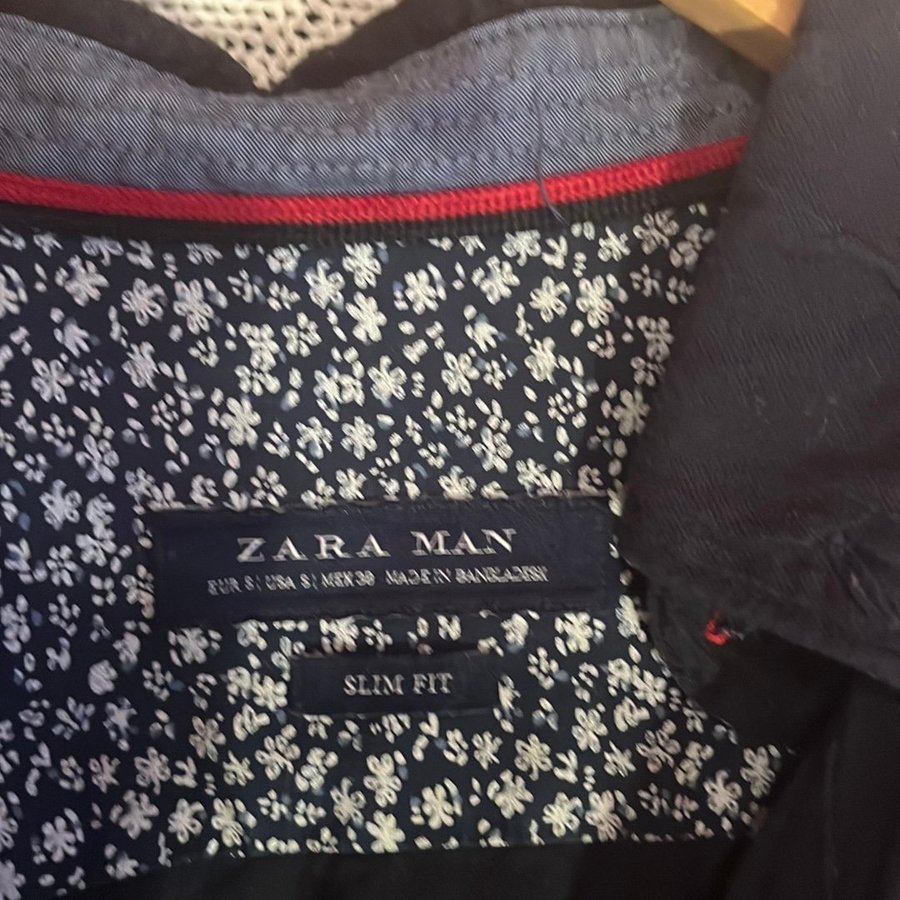 ZARA MAN
EUR S | USA S | MEX 38 MADE IN BANGLADESH
SLIM FIT